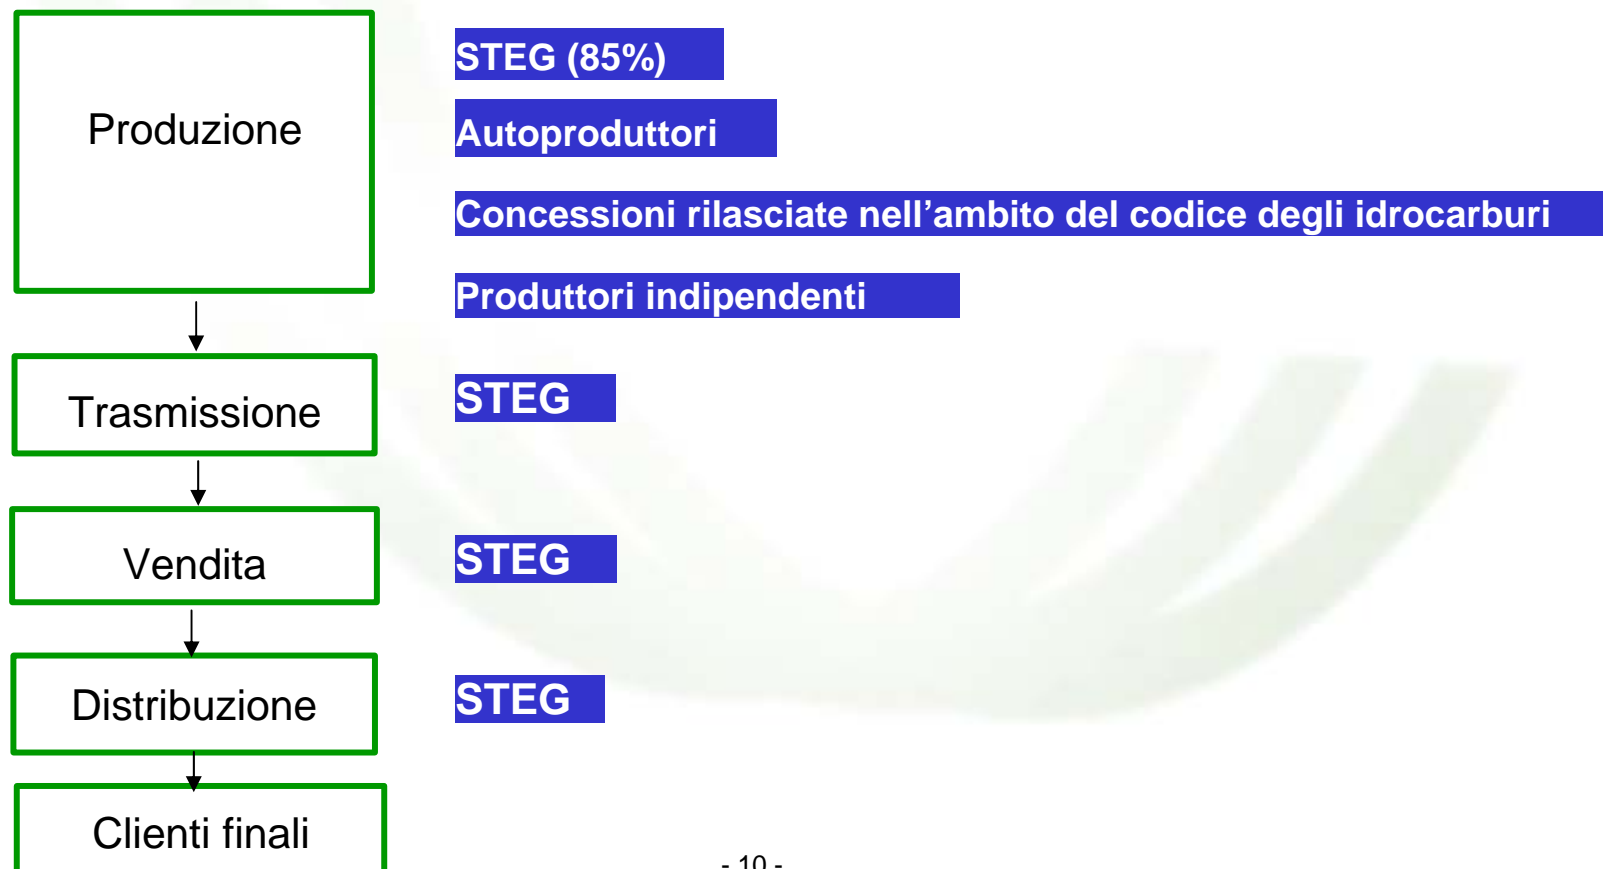 Produzione
STEG (85%)
Autoproduttori
Concessioni rilasciate nell’ambito del codice degli idrocarburi
Produttori indipendenti
Trasmissione
STEG
Vendita
STEG
Distribuzione
STEG
Clienti finali
- 10 -